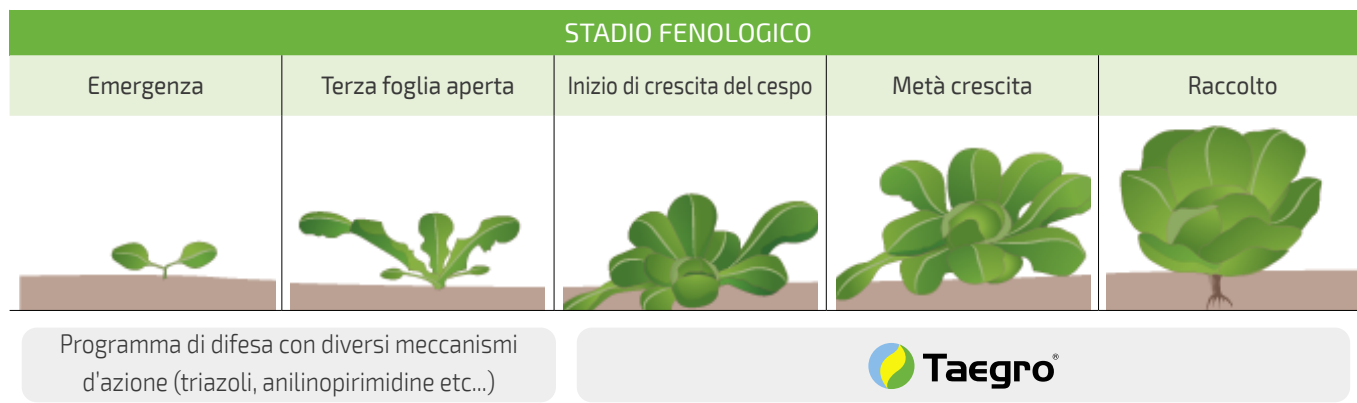 STADIO FENOLOGICO
Emergenza
Terza foglia aperta
Inizio di crescita del cespo
Metà crescita
Raccolto
Programma di difesa con diversi meccanismi
d'azione (triazoli, anilinopirimidine etc...)
Taegro®